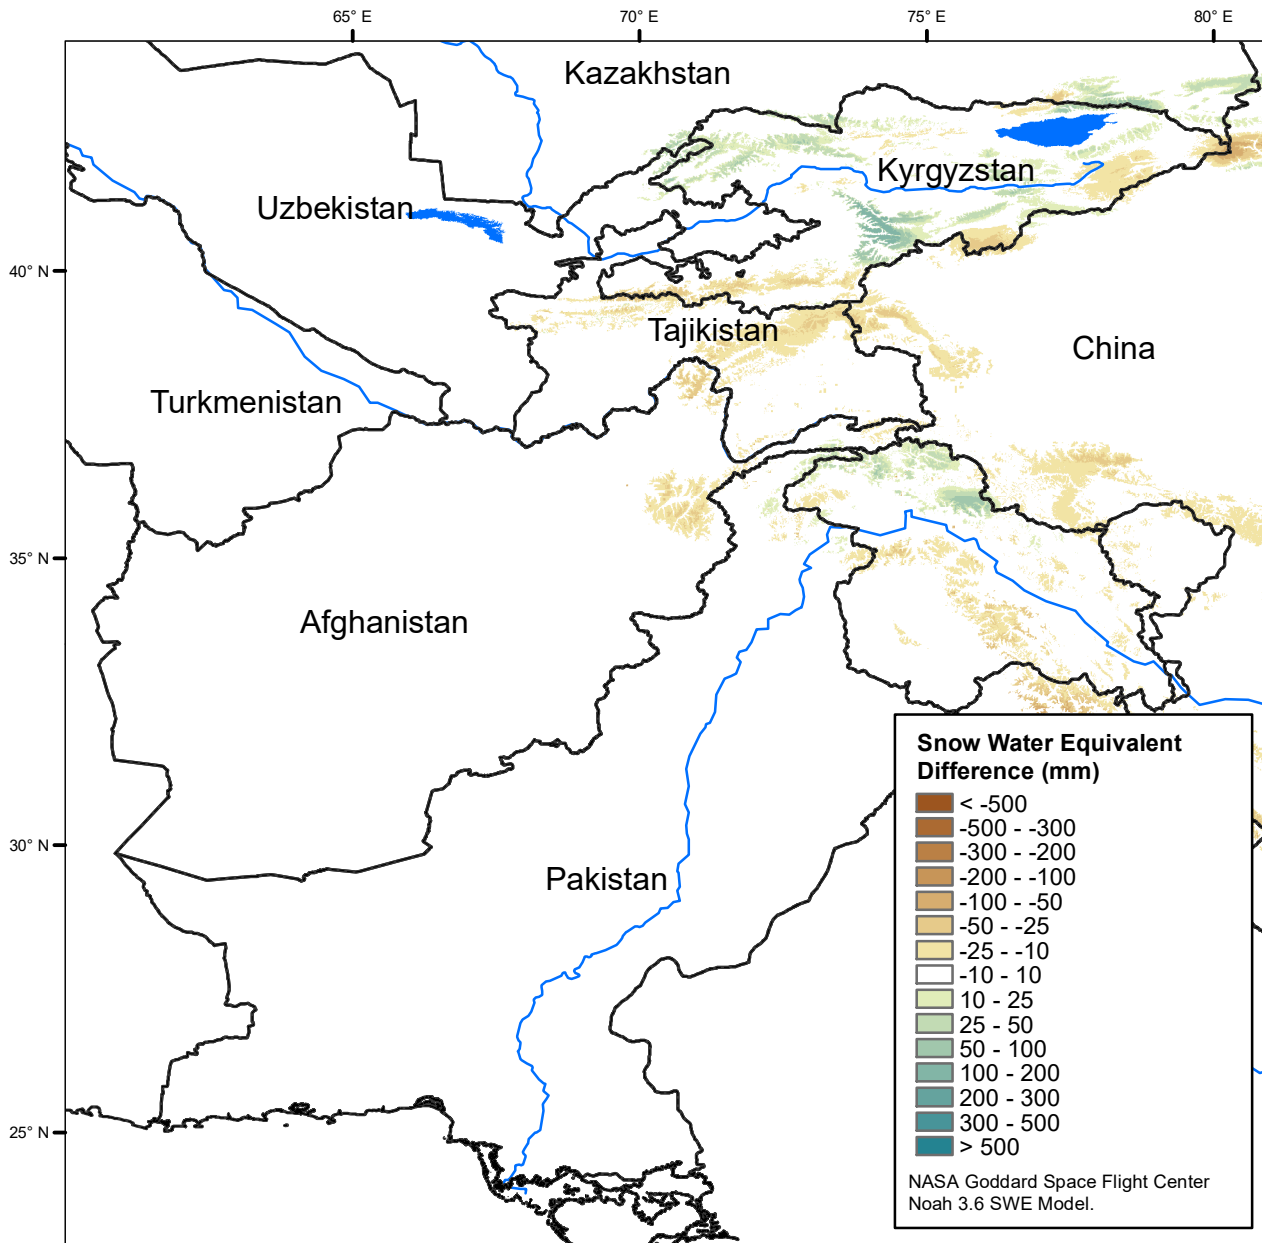 65° E
70° E
75° E
80° E
Kazakhstan
Kyrgyzstan
Uzbekistan
40° N
Tajikistan
China
Turkmenistan
35° N
Afghanistan
Snow Water Equivalent
Difference (mm)
< -500
-500 - -300
-300 - -200
-200 - -100
-100 - -50
-50 - -25
-25 - -10
-10 - 10
10 - 25
25 - 50
50 - 100
100 - 200
200 - 300
300 - 500
> 500
30° N
Pakistan
25° N
NASA Goddard Space Flight Center
Noah 3.6 SWE Model.